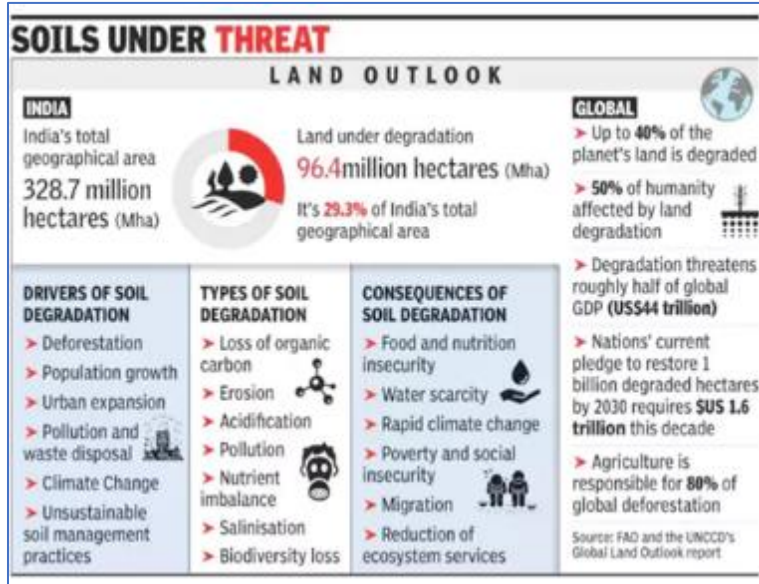 SOILS UNDER THREAT
LAND OUTLOOK
INDIA
India's total
geographical area
328.7 million
hectares (Mha)
Land under degradation
96.4million hectares (Mha)
It's 29.3% of India's total
geographical area
DRIVERS OF SOIL
DEGRADATION
➤ Deforestation
➤ Population growth
➤ Urban expansion
➤ Pollution and
waste disposal
➤ Climate Change
➤ Unsustainable
soil management
practices
TYPES OF SOIL
DEGRADATION
➤ Loss of organic
carbon
➤ Erosion
➤ Acidification
➤ Pollution
➤ Nutrient
imbalance
➤ Salinisation
➤ Biodiversity loss
CONSEQUENCES OF
SOIL DEGRADATION
➤ Food and nutrition
insecurity
➤ Water scarcity
➤ Rapid climate change
➤ Poverty and social
insecurity
➤ Migration
➤ Reduction of
ecosystem services
GLOBAL
➤ Up to 40% of the
planet's land is degraded
➤ 50% of humanity
affected by land
degradation
➤ Degradation threatens
roughly half of global
GDP (US$44 trillion)
➤ Nations' current
pledge to restore 1
billion degraded hectares
by 2030 requires $US 1.6
trillion this decade
➤ Agriculture is
responsible for 80% of
global deforestation
Source: FAO and the UNCCD's
Global Land Outlook report